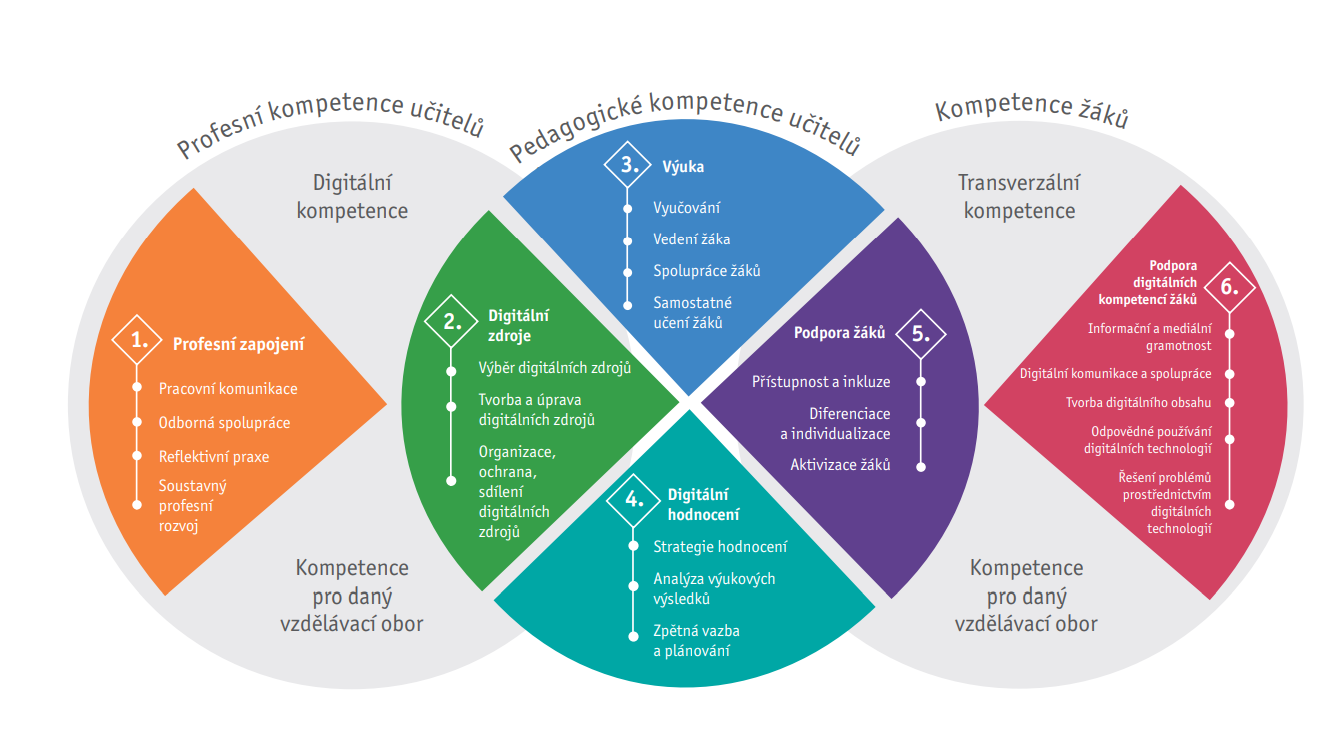 Profesní kompetence učitelů
Pedagogické kompetence učitelů
Kompetence žáků
Digitální
kompetence
Transverzální
kompetence
1.
Profesní zapojení
Pracovní komunikace
Odborná spolupráce
Reflektivní praxe
Soustavný
profesní
rozvoj
2.
Digitální
zdroje
Výběr digitálních zdrojů
Tvorba a úprava
digitálních zdrojů
Organizace,
ochrana,
sdílení
digitálních
zdrojů
3.
Výuka
Vyučování
Vedení žáka
Spolupráce žáků
Samostatné
učení žáků
4.
Digitální
hodnocení
Strategie hodnocení
Analýza výukových
výsledků
Zpětná vazba
a plánování
Podpora žáků
5.
Přístupnost a inkluze
Diferenciace
a individualizace
Aktivizace žáků
Podpora
digitálních
kompetencí žáků
6.
Informační a mediální
gramotnost
Digitální komunikace a spolupráce
Tvorba digitálního obsahu
Odpovědné používání
digitálních technologií
Řešení problémů
prostřednictvím
digitálních
technologií
Kompetence
pro daný
vzdělávací obor
Kompetence
pro daný
vzdělávací obor